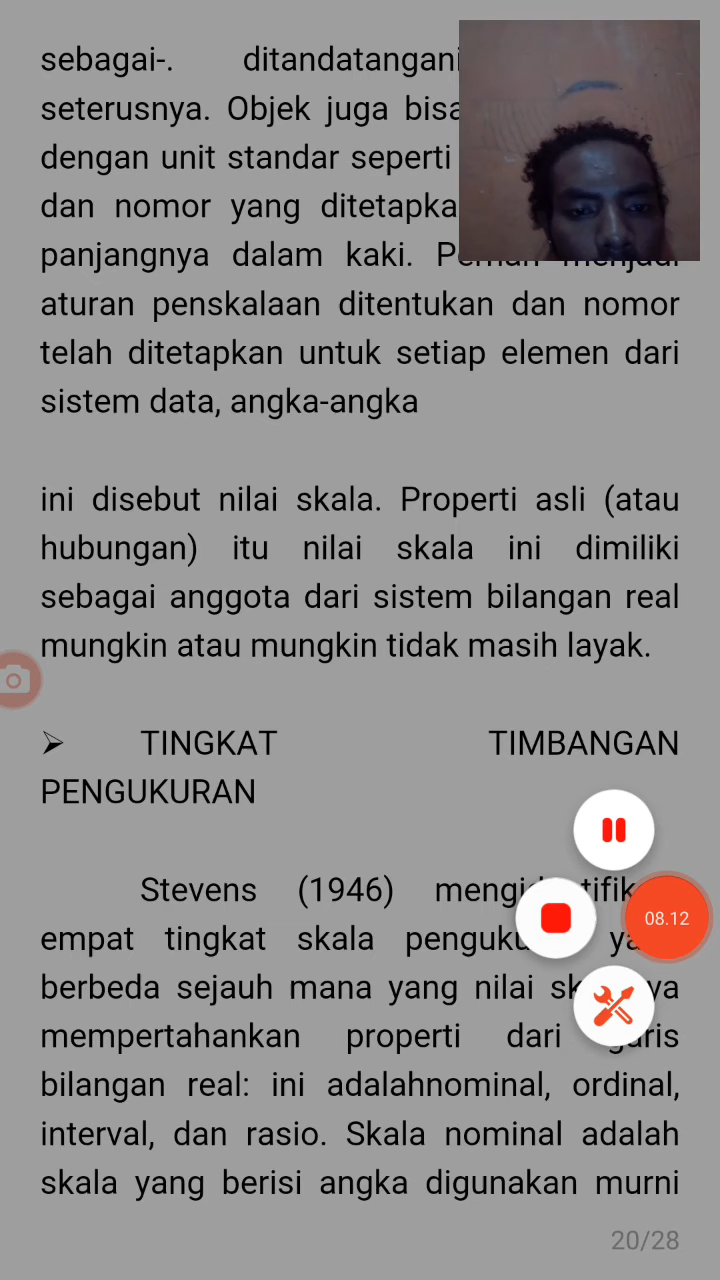 sebagai-. ditandatangani
seterusnya. Objek juga bisa
dengan unit standar seperti
dan nomor yang ditetapka
panjangnya dalam kaki.
aturan penskalaan ditentukan dan nomor
telah ditetapkan untuk setiap elemen dari
sistem data, angka-angka
ini disebut nilai skala. Properti asli (atau
hubungan) itu nilai skala ini dimiliki
sebagai anggota dari sistem bilangan real
mungkin atau mungkin tidak masih layak.
➢ TINGKAT TIMBANGAN
PENGUKURAN
Stevens (1946)
empat tingkat skala
08.12
berbeda sejauh mana yang nilai
mempertahankan properti dari garis
bilangan real: ini adalahnominal, ordinal,
interval, dan rasio. Skala nominal adalah
skala yang berisi angka digunakan murni
20/28